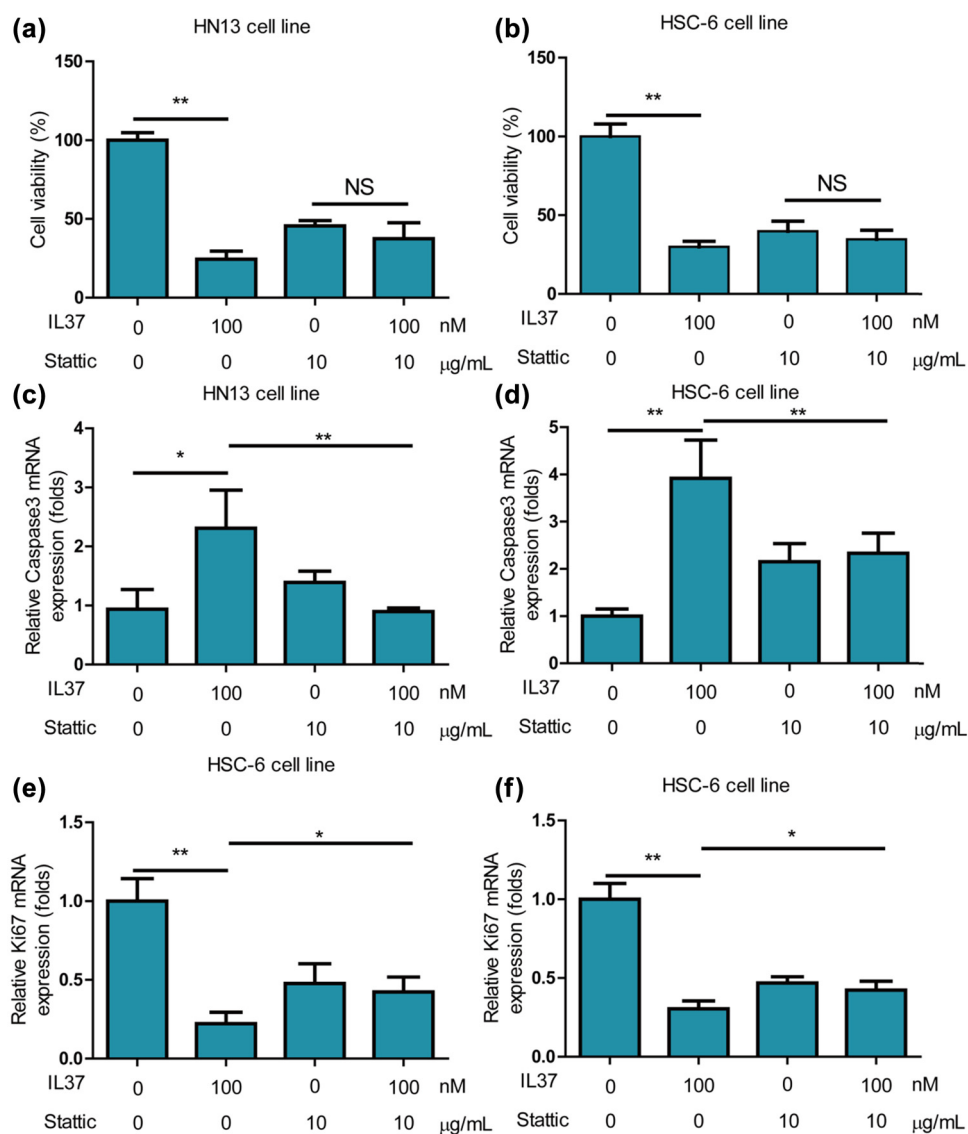 (a)
HN13 cell line
Cell viability (%)
150
100
50
0
**
NS
IL37 0 100 0 100 nM
Stattic 0 0 10 10 μg/mL
(b)
HSC-6 cell line
Cell viability (%)
150
100
50
0
**
NS
IL37 0 100 0 100 nM
Stattic 0 0 10 10 μg/mL
(c)
HN13 cell line
Relative Caspase3 mRNA
expression (folds)
4
3
2
1
0
*
**
IL37 0 100 0 100 nM
Stattic 0 0 10 10 μg/mL
(d)
HSC-6 cell line
Relative Caspase3 mRNA
expression (folds)
5
4
3
2
1
0
**
**
IL37 0 100 0 100 nM
Stattic 0 0 10 10 μg/mL
(e)
HSC-6 cell line
Relative Ki67 mRNA
expression (folds)
1.5
1.0
0.5
0.0
**
*
IL37 0 100 0 100 nM
Stattic 0 0 10 10 μg/mL
(f)
HSC-6 cell line
Relative Ki67 mRNA
expression (folds)
1.5
1.0
0.5
0.0
**
*
IL37 0 100 0 100 nM
Stattic 0 0 10 10 μg/mL